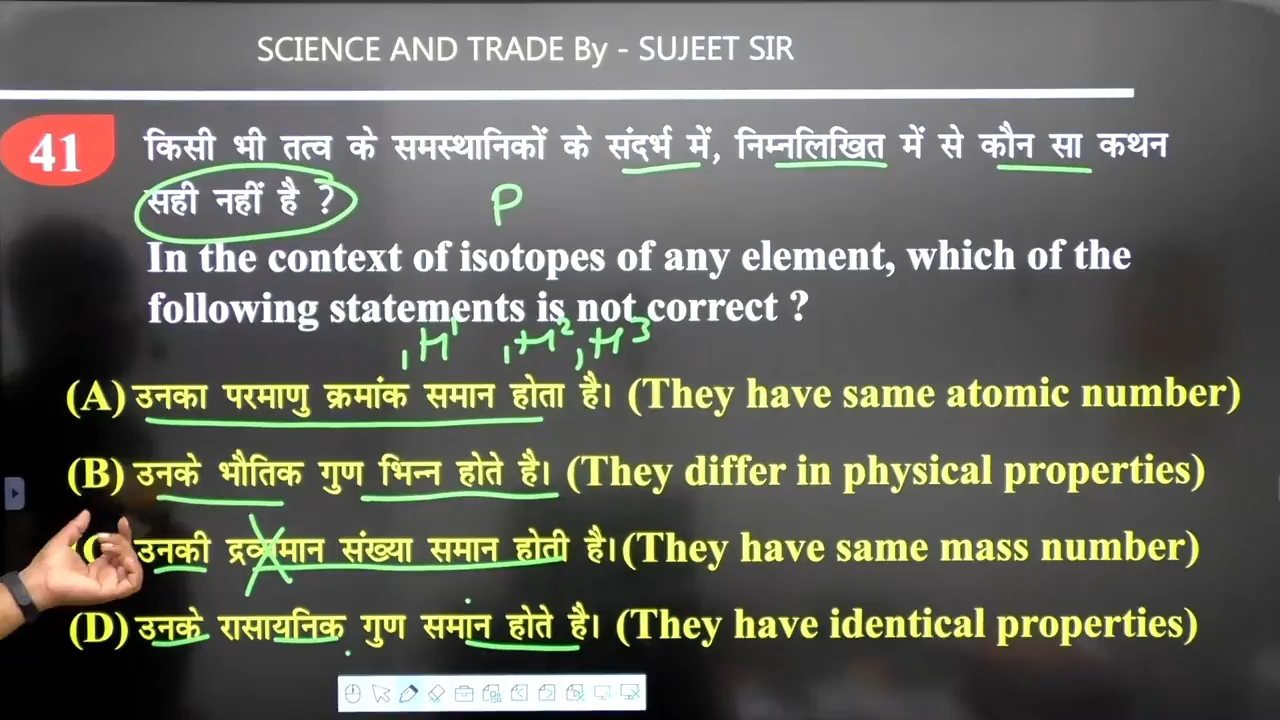 SCIENCE AND TRADE By - SUJEET SIR
41 किसी भी तत्व के समस्थानिकों के संदर्भ में, निम्नलिखित में से कौन सा कथन
सही नहीं है ? P
In the context of isotopes of any element, which of the
following statements is not correct ?
₁H¹ ₁H² ₁H³
(A) उनका परमाणु क्रमांक समान होता है। (They have same atomic number)
(B) उनके भौतिक गुण भिन्न होते है। (They differ in physical properties)
उनकी द्रव्यमान संख्या समान होती है। (They have same mass number)
(D) उनके रासायनिक गुण समान होते है। (They have identical properties)